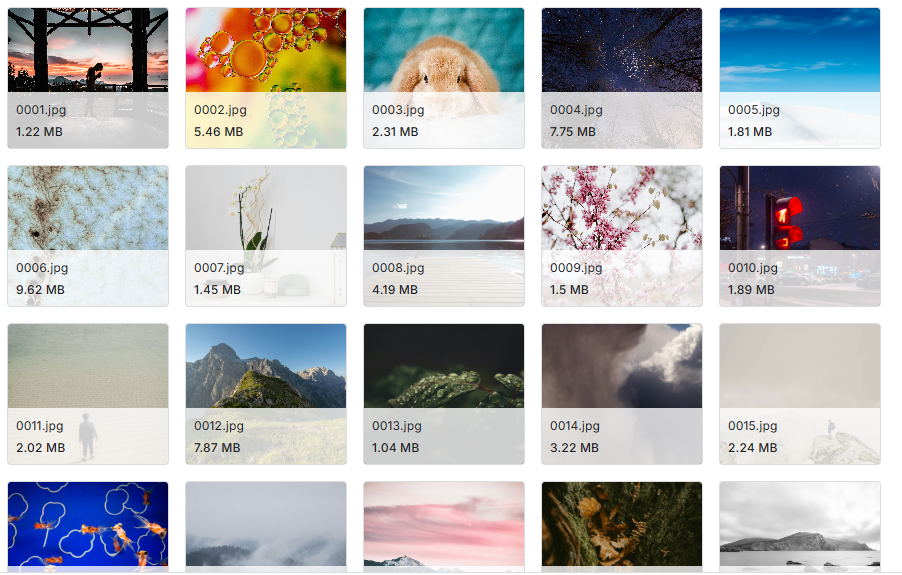 0001.jpg
1.22 MB
0002.jpg
5.46 MB
0003.jpg
2.31 MB
0004.jpg
7.75 MB
0005.jpg
1.81 MB
0006.jpg
9.62 MB
0007.jpg
1.45 MB
0008.jpg
4.19 MB
0009.jpg
1.5 MB
0010.jpg
1.89 MB
0011.jpg
2.02 MB
0012.jpg
7.87 MB
0013.jpg
1.04 MB
0014.jpg
3.22 MB
0015.jpg
2.24 MB